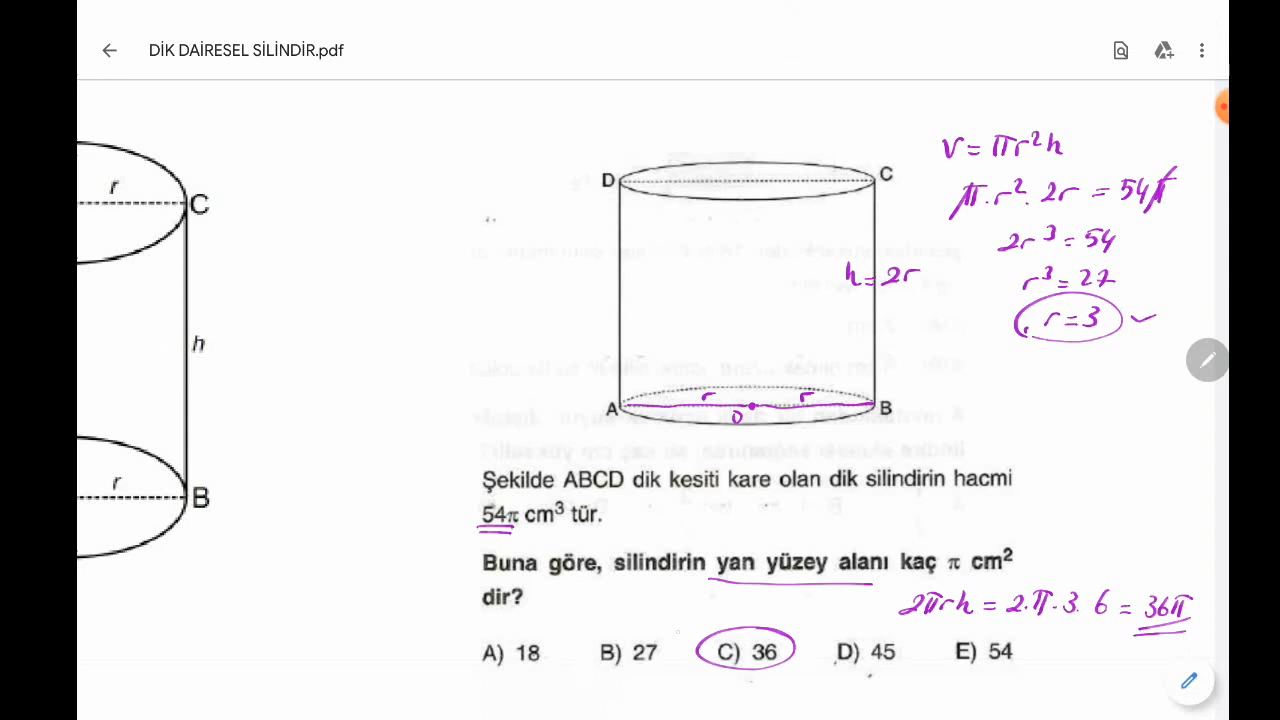 DİK DAİRESEL SİLİNDİR.pdf
r
C
h
r
B
D
C
h = 2r
A
r
r
O
B
V = πr²h
π·r²·2r = 54π
2r³ = 54
r³ = 27
r = 3
Şekilde ABCD dik kesiti kare olan dik silindirin hacmi
54π cm³ tür.
Buna göre, silindirin yan yüzey alanı kaç π cm²
dir?
2πrh = 2·π·3·6 = 36π
A) 18 B) 27 C) 36 D) 45 E) 54